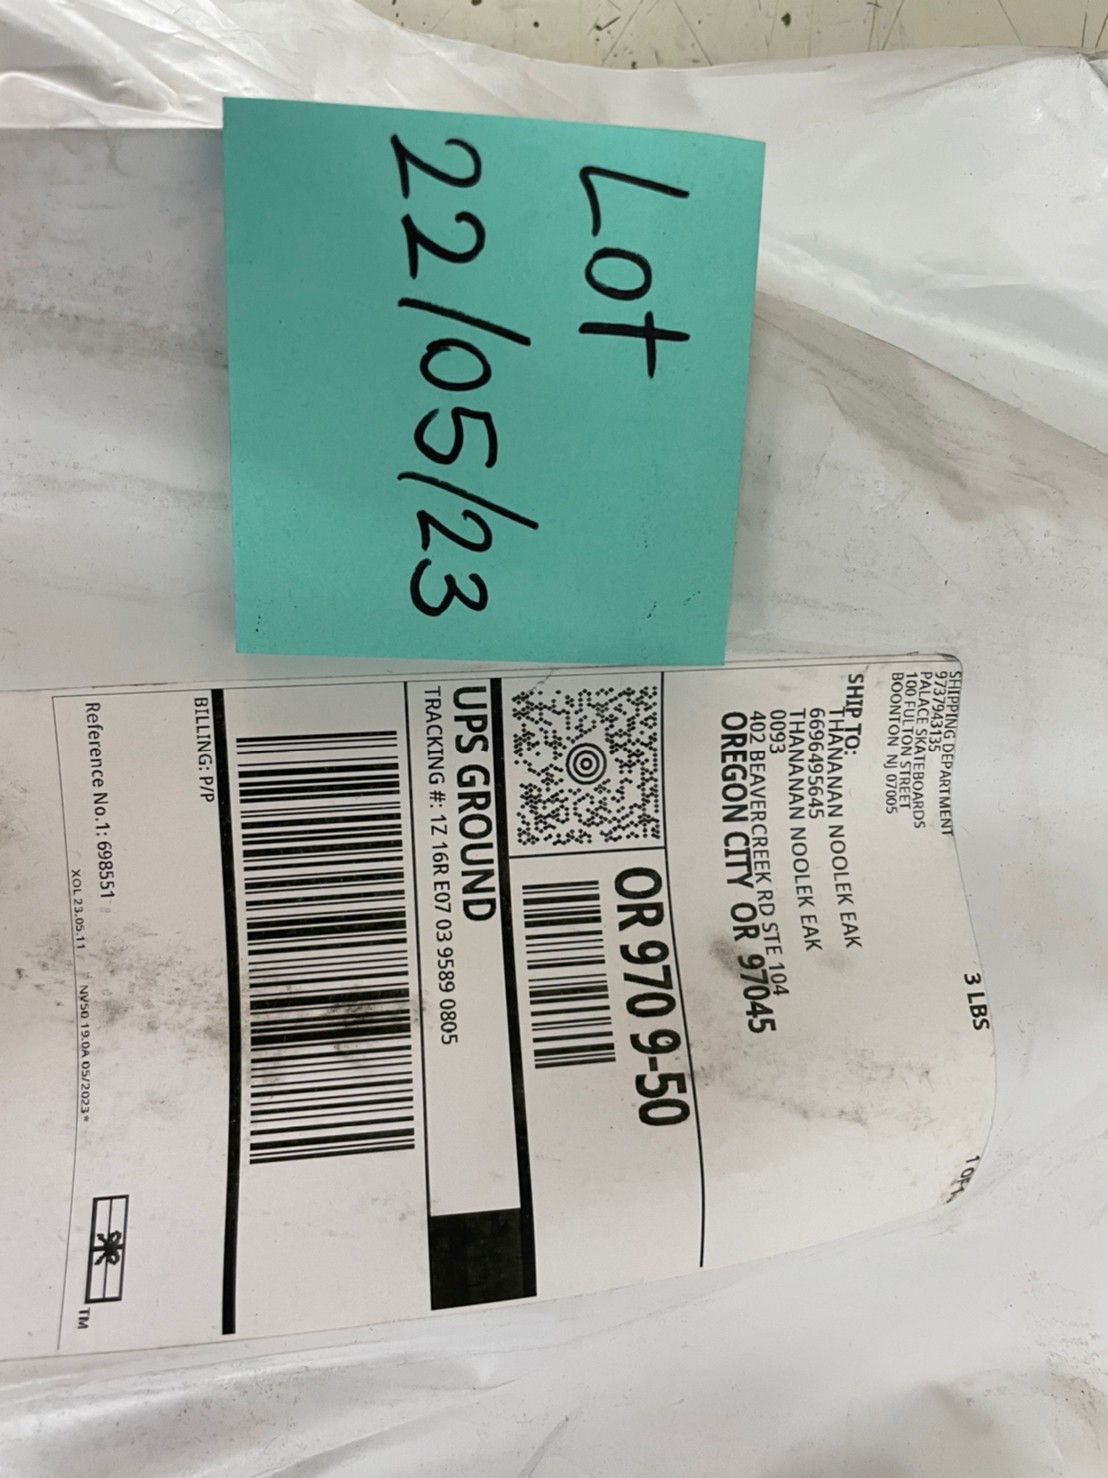 Lot
22/05/23
SHIPPING DEPARTMENT
9737943135
PALACE SKATEBOARDS
100 FULTON STREET
BOONTON NJ 07005
3 LBS
1 OF 1
SHIP TO:
THANANAN NOOLEK EAK
6696495645
THANANAN NOOLEK EAK
0093
402 BEAVERCREEK RD STE 104
OREGON CITY OR 97045
OR 970 9-50
UPS GROUND
TRACKING #: 1Z 16R E07 03 9589 0805
BILLING: P/P
Reference No.1: 698551
XOL 23.05.11 NV50 19.0A 05/2023*
TM